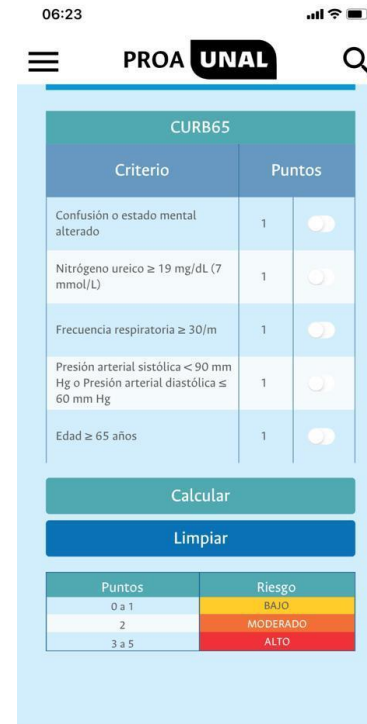 06:23
PROA UNAL
CURB65
Criterio Puntos
Confusión o estado mental
alterado 1
Nitrógeno ureico ≥ 19 mg/dL (7
mmol/L) 1
Frecuencia respiratoria ≥ 30/m 1
Presión arterial sistólica < 90 mm
Hg o Presión arterial diastólica ≤ 1
60 mm Hg
Edad ≥ 65 años 1
Calcular
Limpiar
Puntos Riesgo
0 a 1 BAJO
2 MODERADO
3 a 5 ALTO